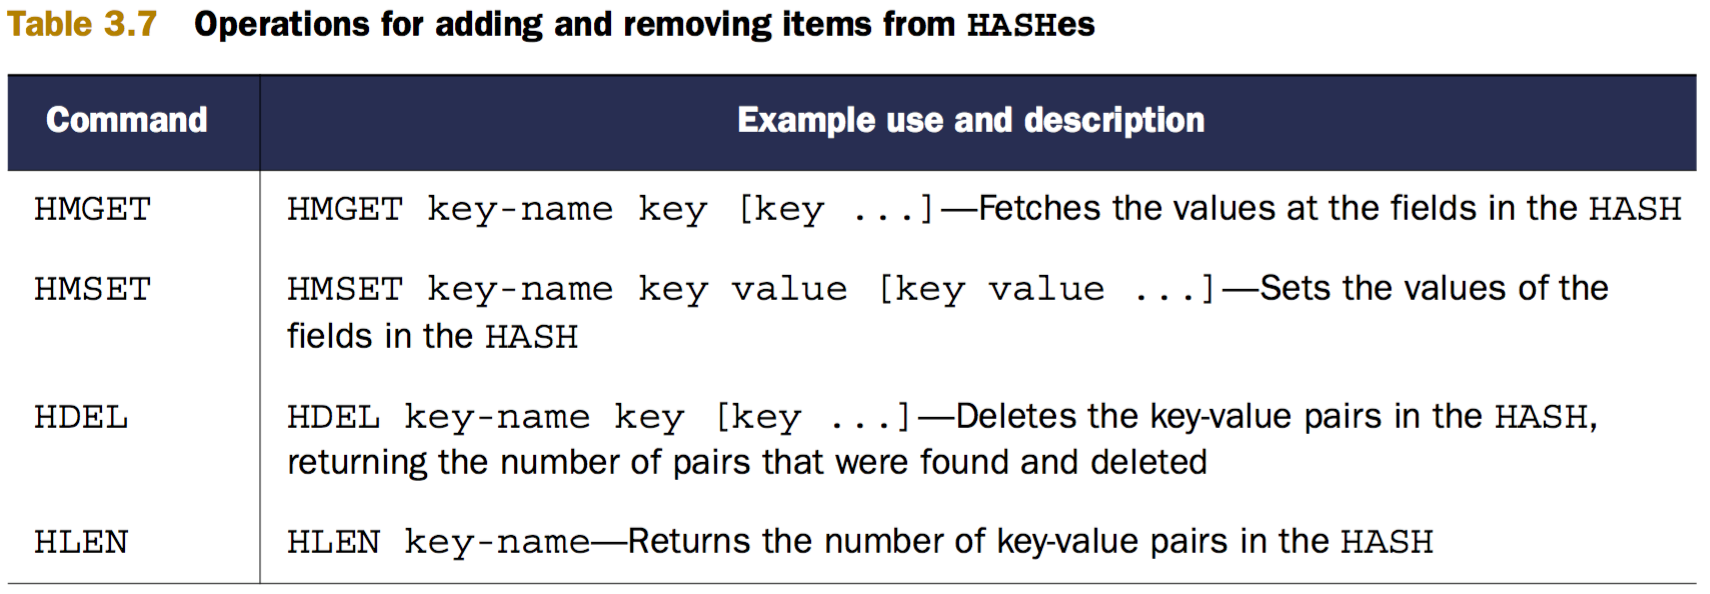 Table 3.7 Operations for adding and removing items from HASHes
Command Example use and description
HMGET HMGET key-name key [key ...]—Fetches the values at the fields in the HASH
HMSET HMSET key-name key value [key value ...]—Sets the values of the
fields in the HASH
HDEL HDEL key-name key [key ...]—Deletes the key-value pairs in the HASH,
returning the number of pairs that were found and deleted
HLEN HLEN key-name—Returns the number of key-value pairs in the HASH